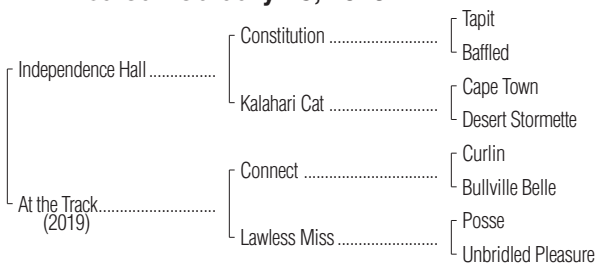 Tapit
Constitution ........................
Baffled
Independence Hall ...............
Cape Town
Kalahari Cat ........................
Desert Stormette
Curlin
Connect .............................
Bullville Belle
At the Track..........................
(2019)
Posse
Lawless Miss ......................
Unbridled Pleasure